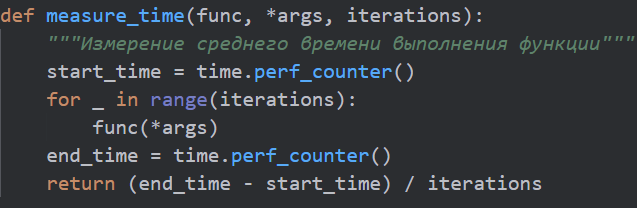 def measure_time(func, *args, iterations):
    """Измерение среднего времени выполнения функции"""
    start_time = time.perf_counter()
    for _ in range(iterations):
        func(*args)
    end_time = time.perf_counter()
    return (end_time - start_time) / iterations